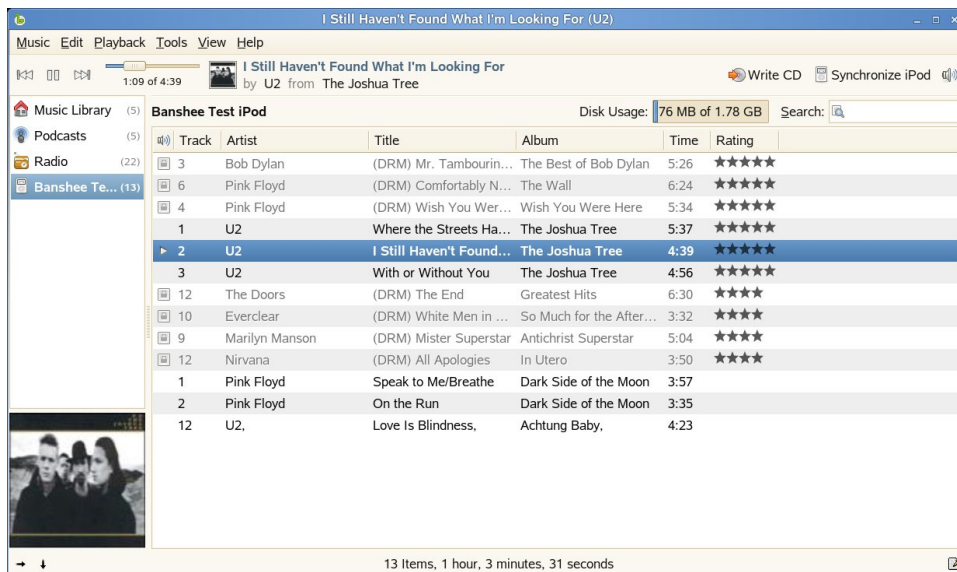 I Still Haven't Found What I'm Looking For (U2)
Music Edit Playback Tools View Help
1:09 of 4:39
I Still Haven't Found What I'm Looking For
by U2 from The Joshua Tree
Write CD Synchronize iPod
Music Library (5)
Podcasts (5)
Radio (22)
Banshee Te... (13)
Banshee Test iPod Disk Usage: 76 MB of 1.78 GB Search:
Track Artist Title Album Time Rating
3 Bob Dylan (DRM) Mr. Tambourin... The Best of Bob Dylan 5:26 ★★★★★
6 Pink Floyd (DRM) Comfortably N... The Wall 6:24 ★★★★★
4 Pink Floyd (DRM) Wish You Wer... Wish You Were Here 5:34 ★★★★★
1 U2 Where the Streets Ha... The Joshua Tree 5:37 ★★★★★
2 U2 I Still Haven't Found... The Joshua Tree 4:39 ★★★★★
3 U2 With or Without You The Joshua Tree 4:56 ★★★★★
12 The Doors (DRM) The End Greatest Hits 6:30 ★★★★
10 Everclear (DRM) White Men in ... So Much for the After... 3:32 ★★★★
9 Marilyn Manson (DRM) Mister Superstar Antichrist Superstar 5:04 ★★★★
12 Nirvana (DRM) All Apologies In Utero 3:50 ★★★★
1 Pink Floyd Speak to Me/Breathe Dark Side of the Moon 3:57
2 Pink Floyd On the Run Dark Side of the Moon 3:35
12 U2, Love Is Blindness, Achtung Baby, 4:23
13 Items, 1 hour, 3 minutes, 31 seconds